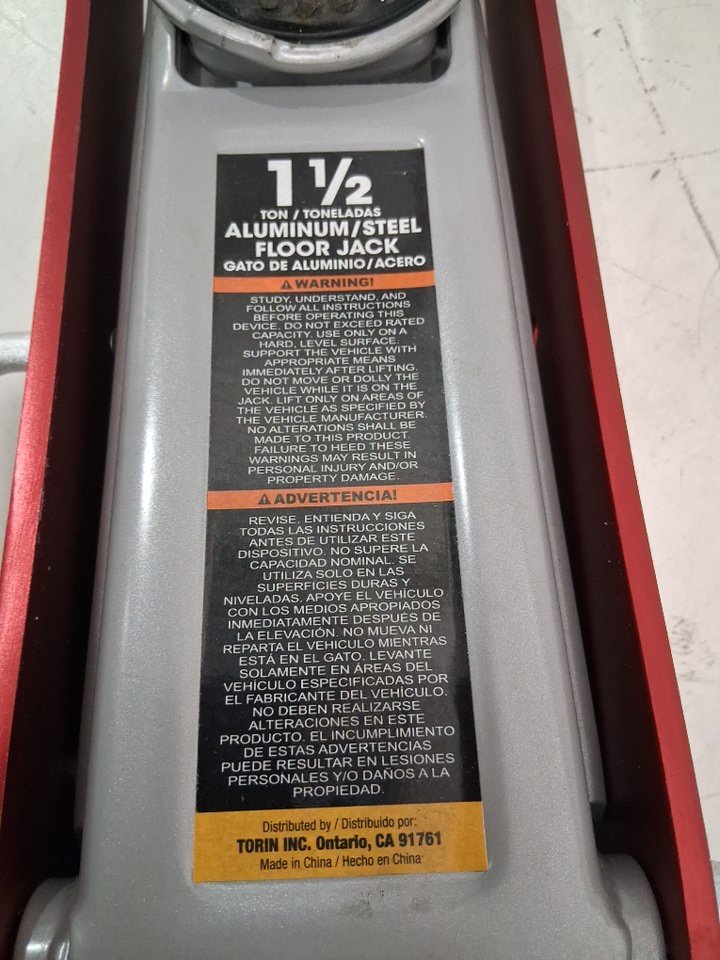 1 ½
TON / TONELADAS
ALUMINUM/STEEL
FLOOR JACK
GATO DE ALUMINIO/ACERO
⚠WARNING!
STUDY, UNDERSTAND, AND
FOLLOW ALL INSTRUCTIONS
BEFORE OPERATING THIS
DEVICE. DO NOT EXCEED RATED
CAPACITY. USE ONLY ON A
HARD, LEVEL SURFACE.
SUPPORT THE VEHICLE WITH
APPROPRIATE MEANS
IMMEDIATELY AFTER LIFTING.
DO NOT MOVE OR DOLLY THE
VEHICLE WHILE IT IS ON THE
JACK. LIFT ONLY ON AREAS OF
THE VEHICLE AS SPECIFIED BY
THE VEHICLE MANUFACTURER.
NO ALTERATIONS SHALL BE
MADE TO THIS PRODUCT.
FAILURE TO HEED THESE
WARNINGS MAY RESULT IN
PERSONAL INJURY AND/OR
PROPERTY DAMAGE.
⚠ADVERTENCIA!
REVISE, ENTIENDA Y SIGA
TODAS LAS INSTRUCCIONES
ANTES DE UTILIZAR ESTE
DISPOSITIVO. NO SUPERE LA
CAPACIDAD NOMINAL. SE
UTILIZA SOLO EN LAS
SUPERFICIES DURAS Y
NIVELADAS. APOYE EL VEHÍCULO
CON LOS MEDIOS APROPIADOS
INMEDIATAMENTE DESPUÉS DE
LA ELEVACIÓN. NO MUEVA NI
REPARTA EL VEHICULO MIENTRAS
ESTÁ EN EL GATO. LEVANTE
SOLAMENTE EN ÁREAS DEL
VEHÍCULO ESPECIFICADAS POR
EL FABRICANTE DEL VEHÍCULO.
NO DEBEN REALIZARSE
ALTERACIONES EN ESTE
PRODUCTO. EL INCUMPLIMIENTO
DE ESTAS ADVERTENCIAS
PUEDE RESULTAR EN LESIONES
PERSONALES Y/O DAÑOS A LA
PROPIEDAD.
Distributed by / Distribuido por:
TORIN INC. Ontario, CA 91761
Made in China / Hecho en China